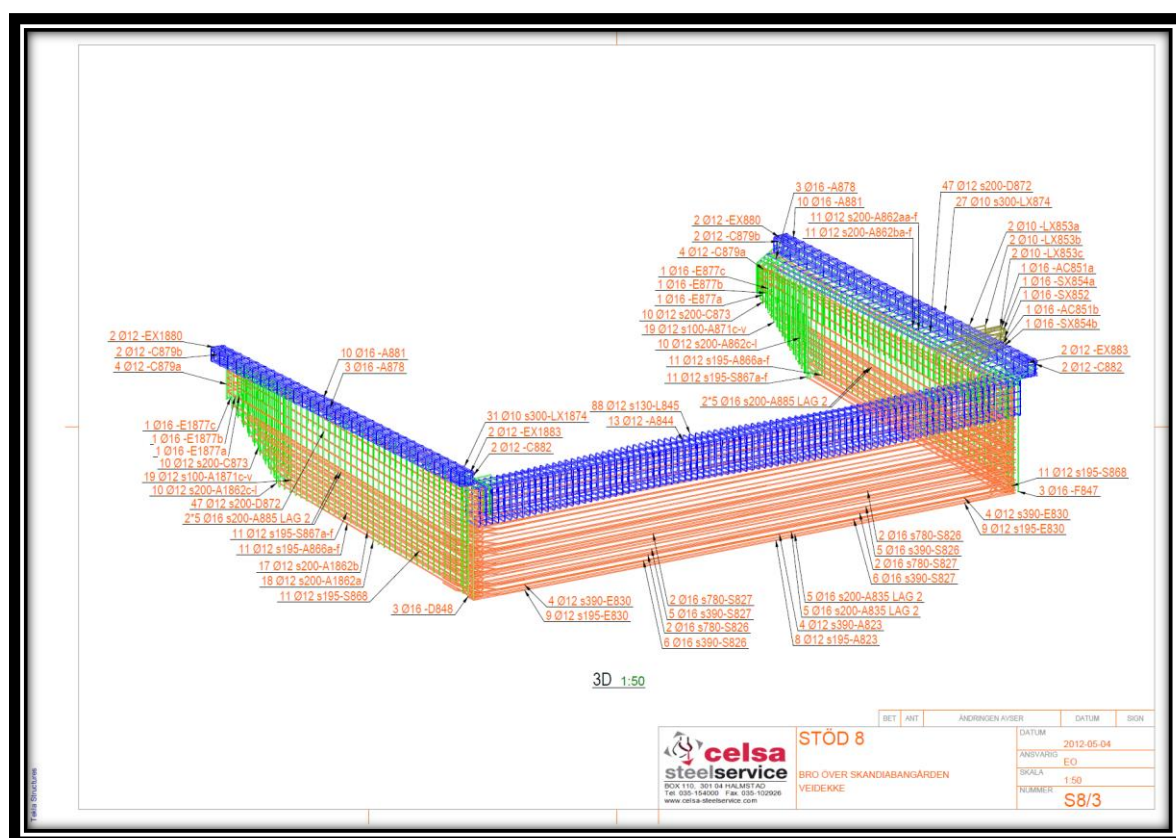 3 Ø16 -A878
10 Ø16 -A881
47 Ø12 s200-D872
27 Ø10 s300-LX874
11 Ø12 s200-A862aa-f
11 Ø12 s200-A862ba-f
2 Ø12 -EX880
2 Ø12 -C879b
4 Ø12 -C879a
1 Ø16 -E877c
1 Ø16 -E877b
1 Ø16 -E877a
10 Ø12 s200-C873
19 Ø12 s100-A871c-v
10 Ø12 s200-A862c-l
11 Ø12 s195-A866a-f
11 Ø12 s195-S867a-f
2 Ø10 -LX853a
2 Ø10 -LX853b
2 Ø10 -LX853c
1 Ø16 -AC851a
1 Ø16 -SX854a
1 Ø16 -SX852
1 Ø16 -AC851b
1 Ø16 -SX854b
2 Ø12 -EX883
2 Ø12 -C882
2*5 Ø16 s200-A885 LAG 2
2 Ø12 -EX1880
2 Ø12 -C879b
4 Ø12 -C879a
10 Ø16 -A881
3 Ø16 -A878
88 Ø12 s130-L845
13 Ø12 -A844
31 Ø10 s300-LX1874
2 Ø12 -EX1883
2 Ø12 -C882
1 Ø16 -E1877c
1 Ø16 -E1877b
1 Ø16 -E1877a
10 Ø12 s200-C873
19 Ø12 s100-A1871c-v
10 Ø12 s200-A1862c-l
47 Ø12 s200-D872
2*5 Ø16 s200-A885 LAG 2
11 Ø12 s195-S867a-f
11 Ø12 s195-A866a-f
17 Ø12 s200-A1862b
18 Ø12 s200-A1862a
11 Ø12 s195-S868
3 Ø16 -D848
11 Ø12 s195-S868
3 Ø16 -F847
4 Ø12 s390-E830
9 Ø12 s195-E830
2 Ø16 s780-S826
5 Ø16 s390-S826
2 Ø16 s780-S827
6 Ø16 s390-S827
4 Ø12 s390-E830
9 Ø12 s195-E830
2 Ø16 s780-S827
5 Ø16 s390-S827
2 Ø16 s780-S826
6 Ø16 s390-S826
5 Ø16 s200-A835 LAG 2
5 Ø16 s200-A835 LAG 2
4 Ø12 s390-A823
8 Ø12 s195-A823
3D 1:50
BET ANT ÄNDRINGEN AVSER DATUM SIGN
celsa
steelservice
BOX 110, 301 04 HALMSTAD
Tel 035-154000 Fax. 035-102926
www.celsa-steelservice.com
STÖD 8
BRO ÖVER SKANDIABANGÅRDEN
VEIDEKKE
DATUM
2012-05-04
ANSVARIG
EO
SKALA
1:50
NUMMER
S8/3
Tekla Structures